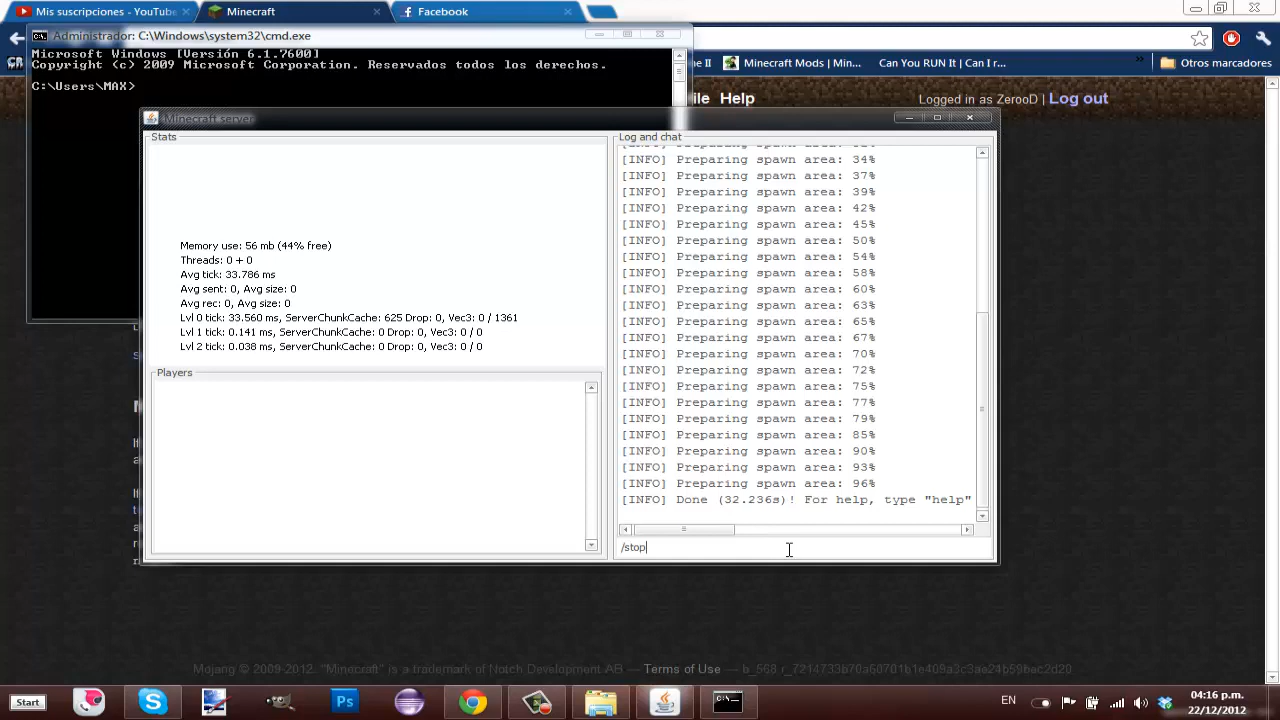 Mis suscripciones - YouTube
Minecraft
Facebook
Administrador: C:\Windows\system32\cmd.exe
Microsoft Windows [Versión 6.1.7600]
Copyright (c) 2009 Microsoft Corporation. Reservados todos los derechos.
C:\Users\MAX>
Minecraft Mods | Min...
Can You RUN It | Can I r...
»
Otros marcadores
Help
Logged in as ZerooD | Log out
Minecraft server
Stats
Memory use: 56 mb (44% free)
Threads: 0 + 0
Avg tick: 33.786 ms
Avg sent: 0, Avg size: 0
Avg rec: 0, Avg size: 0
Lvl 0 tick: 33.560 ms, ServerChunkCache: 625 Drop: 0, Vec3: 0 / 1361
Lvl 1 tick: 0.141 ms, ServerChunkCache: 0 Drop: 0, Vec3: 0 / 0
Lvl 2 tick: 0.038 ms, ServerChunkCache: 0 Drop: 0, Vec3: 0 / 0
Players
Log and chat
[INFO] Preparing spawn area: 34%
[INFO] Preparing spawn area: 37%
[INFO] Preparing spawn area: 39%
[INFO] Preparing spawn area: 42%
[INFO] Preparing spawn area: 45%
[INFO] Preparing spawn area: 50%
[INFO] Preparing spawn area: 54%
[INFO] Preparing spawn area: 58%
[INFO] Preparing spawn area: 60%
[INFO] Preparing spawn area: 63%
[INFO] Preparing spawn area: 65%
[INFO] Preparing spawn area: 67%
[INFO] Preparing spawn area: 70%
[INFO] Preparing spawn area: 72%
[INFO] Preparing spawn area: 75%
[INFO] Preparing spawn area: 77%
[INFO] Preparing spawn area: 79%
[INFO] Preparing spawn area: 85%
[INFO] Preparing spawn area: 90%
[INFO] Preparing spawn area: 93%
[INFO] Preparing spawn area: 96%
[INFO] Done (32.236s)! For help, type "help"
/stop
Mojang © 2009-2012. "Minecraft" is a trademark of Notch Development AB — Terms of Use —
Start
Ps
EN
04:16 p.m.
22/12/2012